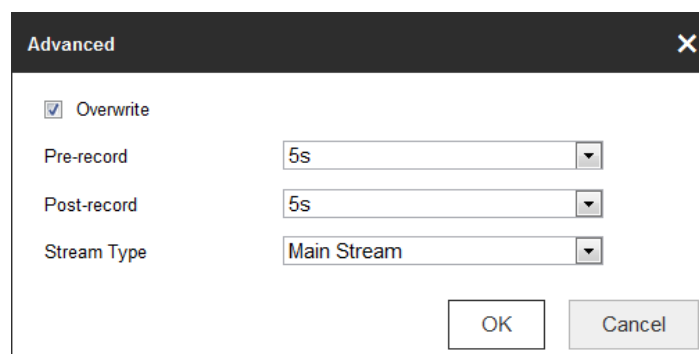 Advanced
Overwrite
Pre-record 5s
Post-record 5s
Stream Type Main Stream
OK Cancel